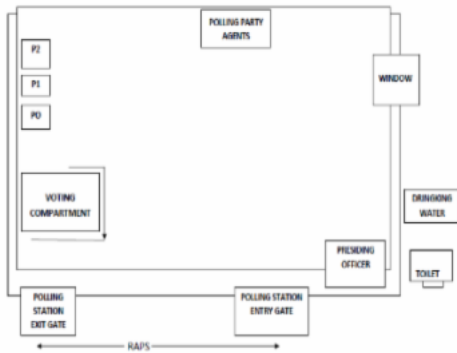 POLLING PARTY
AGENTS
P2
WINDOW
P1
PO
VOTING
COMPARTMENT
DRINGKING
WATER
PRESIDING
OFFICER
TOILET
POLLING
STATION
EXIT GATE
POLLING STATION
ENTRY GATE
RAPS